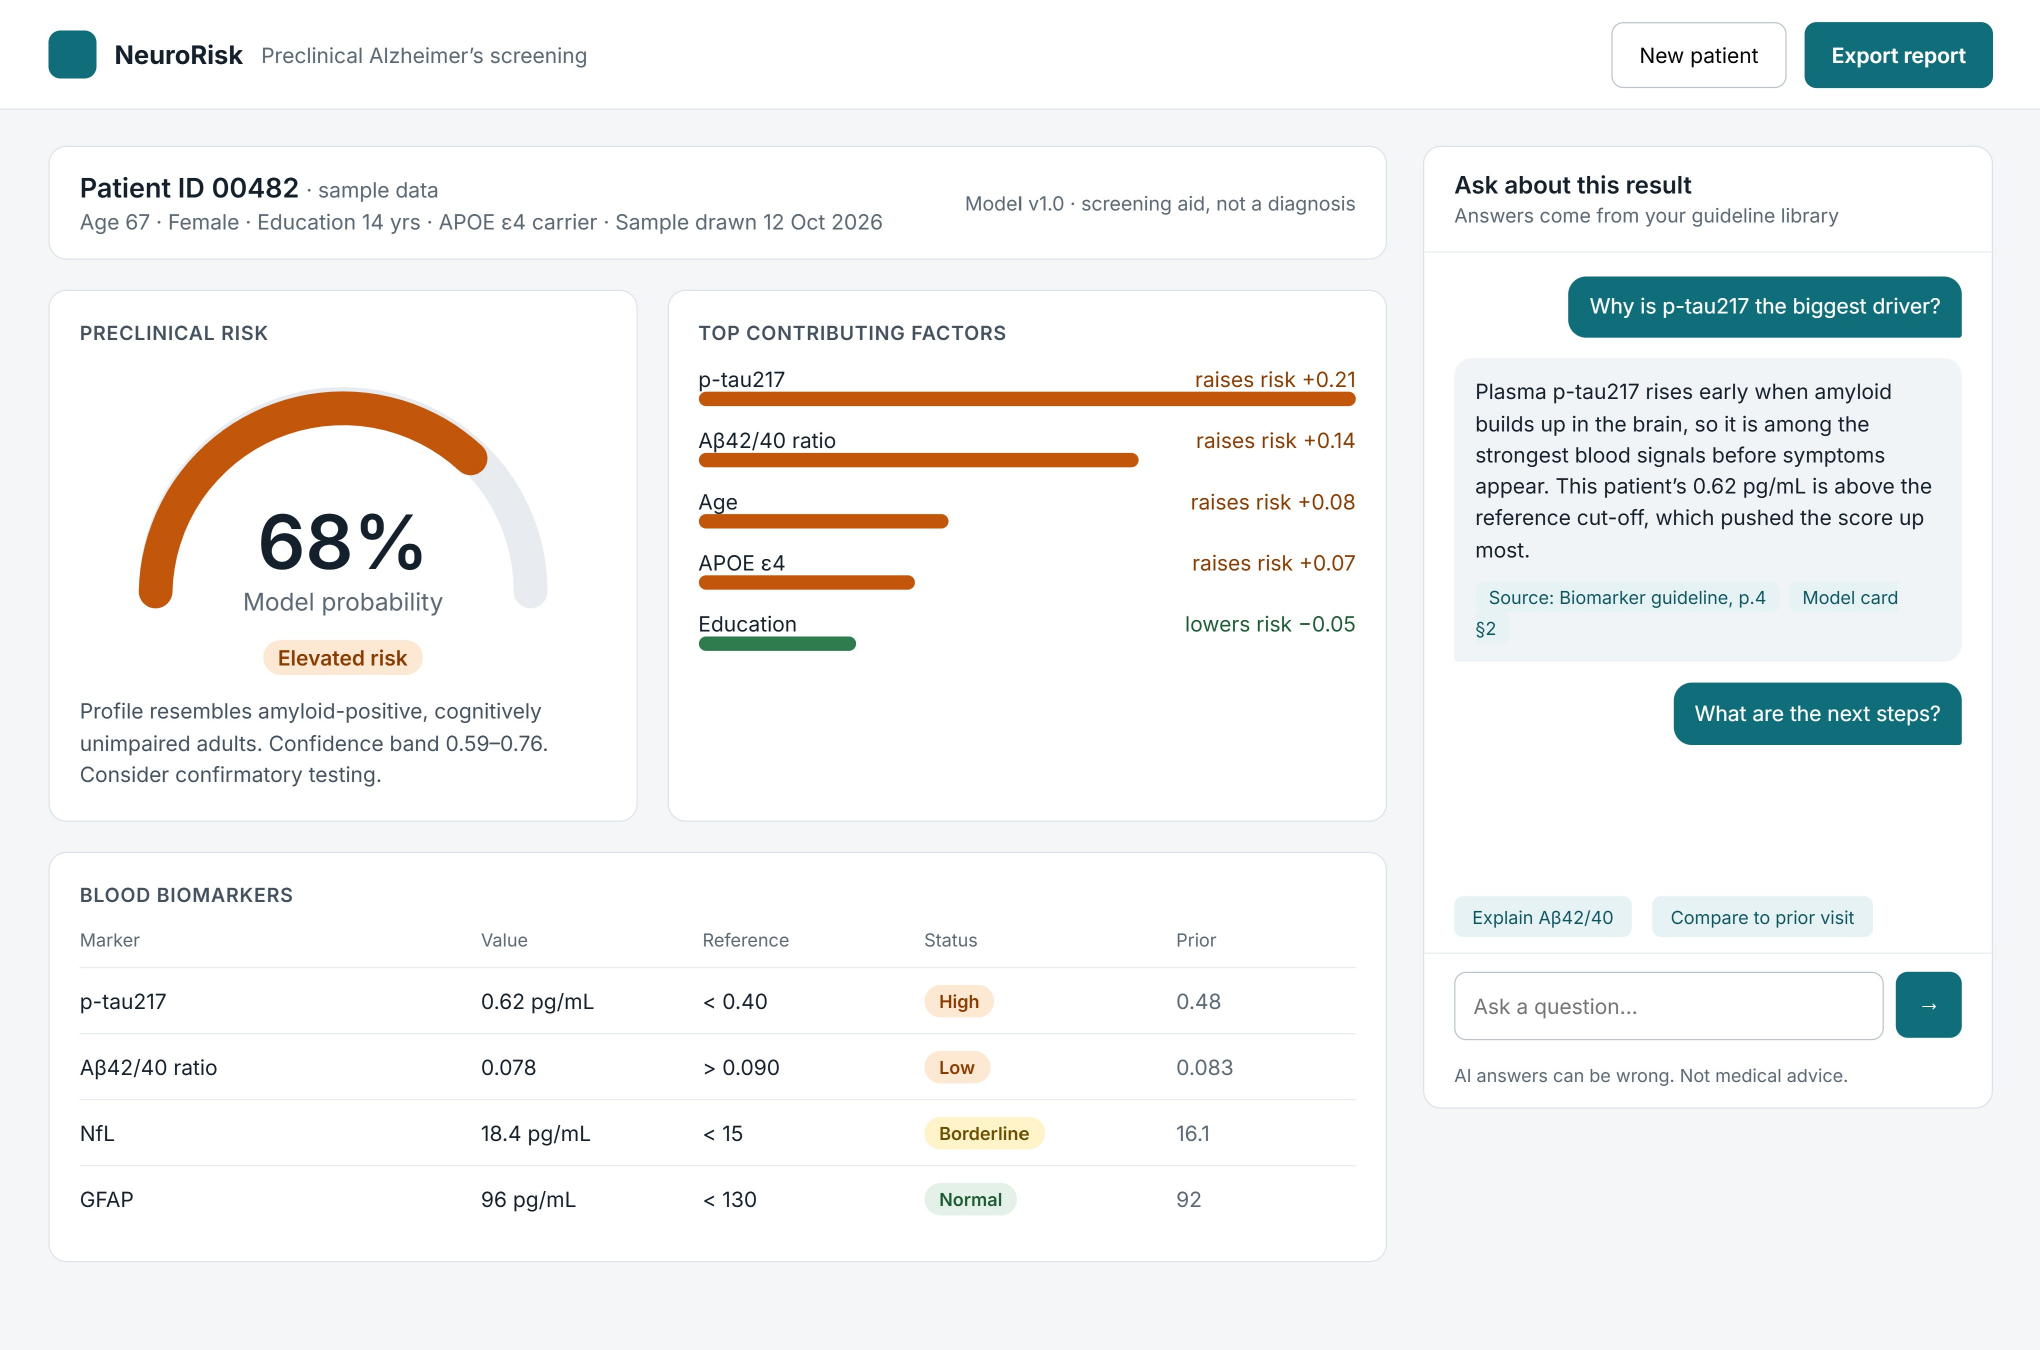 NeuroRisk Preclinical Alzheimer’s screening
New patient
Export report
Patient ID 00482 · sample data
Age 67 · Female · Education 14 yrs · APOE ε4 carrier · Sample drawn 12 Oct 2026
Model v1.0 · screening aid, not a diagnosis
PRECLINICAL RISK
68%
Model probability
Elevated risk
Profile resembles amyloid-positive, cognitively
unimpaired adults. Confidence band 0.59–0.76.
Consider confirmatory testing.
TOP CONTRIBUTING FACTORS
p-tau217 raises risk +0.21
Aβ42/40 ratio raises risk +0.14
Age raises risk +0.08
APOE ε4 raises risk +0.07
Education lowers risk −0.05
BLOOD BIOMARKERS
Marker Value Reference Status Prior
p-tau217 0.62 pg/mL < 0.40 High 0.48
Aβ42/40 ratio 0.078 > 0.090 Low 0.083
NfL 18.4 pg/mL < 15 Borderline 16.1
GFAP 96 pg/mL < 130 Normal 92
Ask about this result
Answers come from your guideline library
Why is p-tau217 the biggest driver?
Plasma p-tau217 rises early when amyloid
builds up in the brain, so it is among the
strongest blood signals before symptoms
appear. This patient’s 0.62 pg/mL is above the
reference cut-off, which pushed the score up
most.
Source: Biomarker guideline, p.4 Model card
§2
What are the next steps?
Explain Aβ42/40
Compare to prior visit
Ask a question...
→
AI answers can be wrong. Not medical advice.